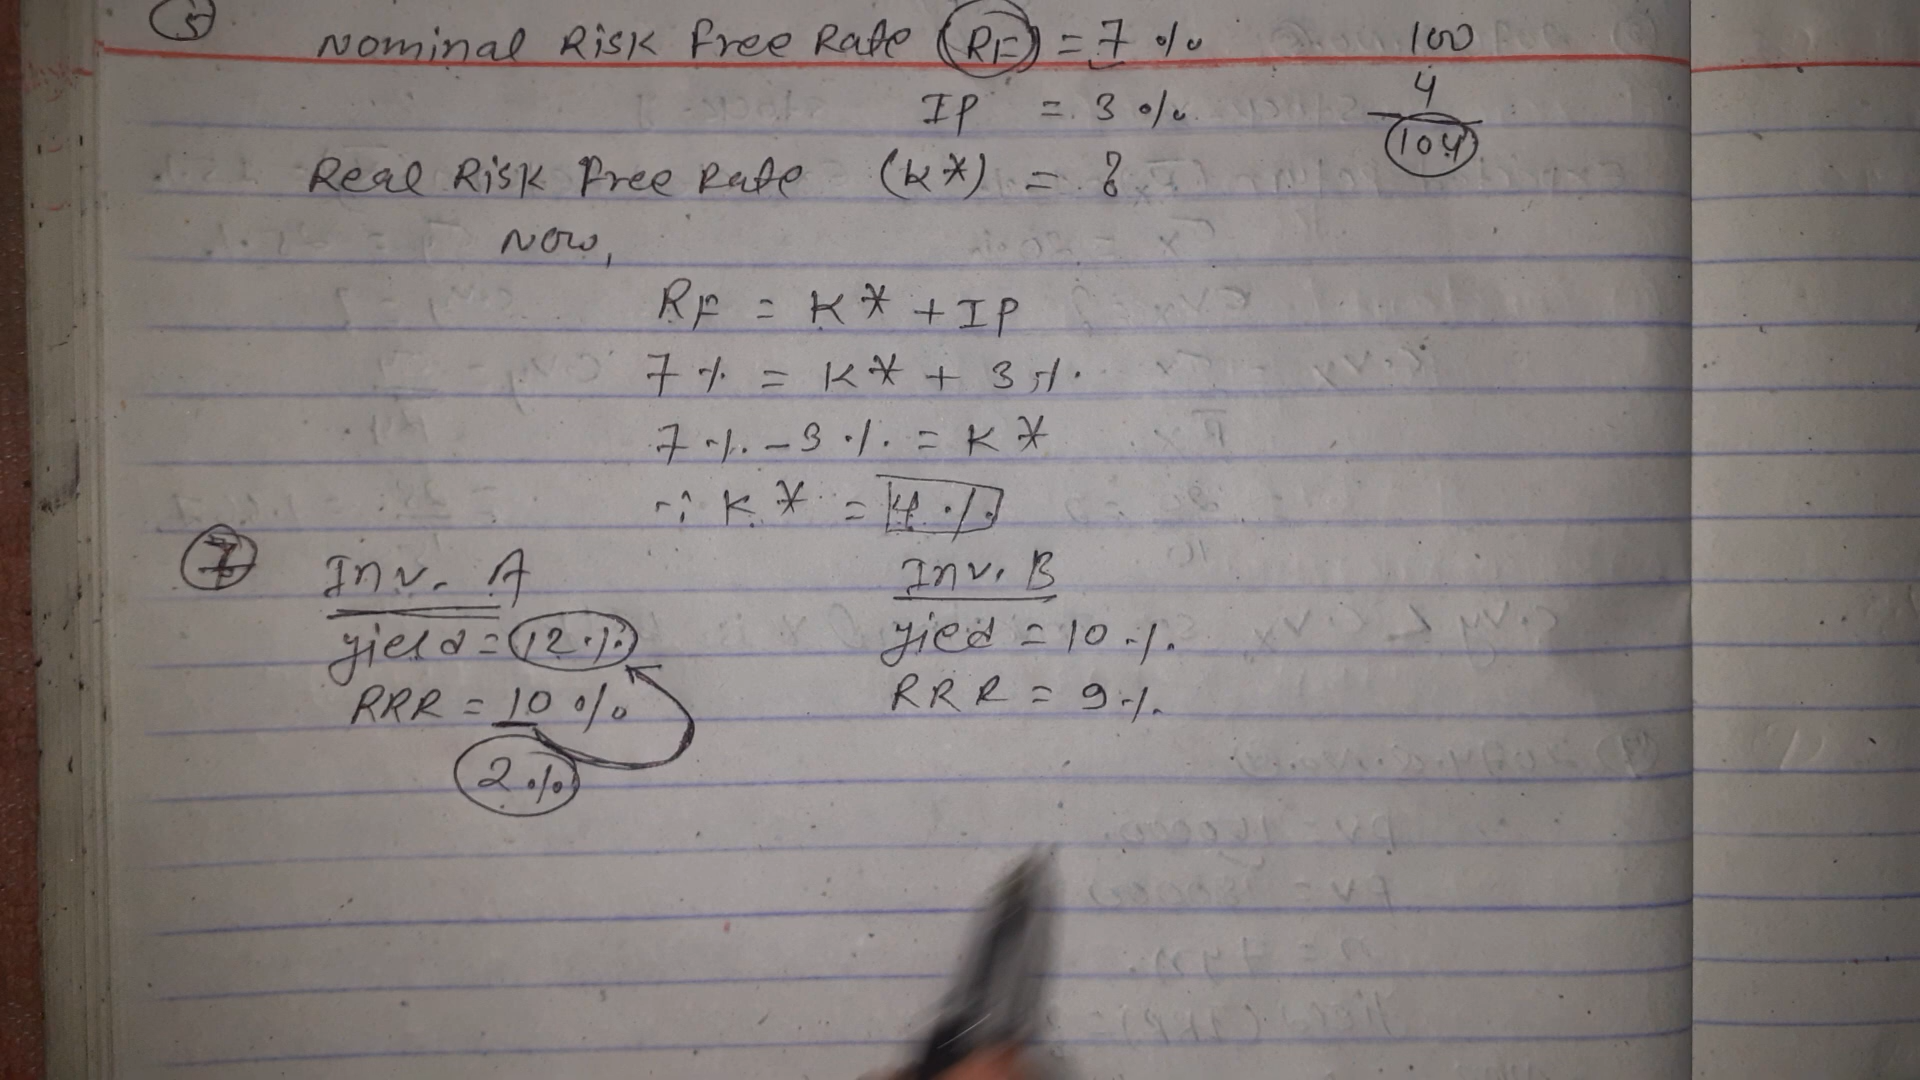 5 Nominal Risk free Rate (RF) = 7 % 100
IP = 3 % 4
104
Real Risk free Rate (K*) = ?
Now,
RF = K* + IP
7 % = K* + 3 %
7 % - 3 % = K*
∴ K* = 4 %
7 Inv. A Inv. B
yield = 12 % yied = 10 %
RRR = 10 % RRR = 9 %
2 %